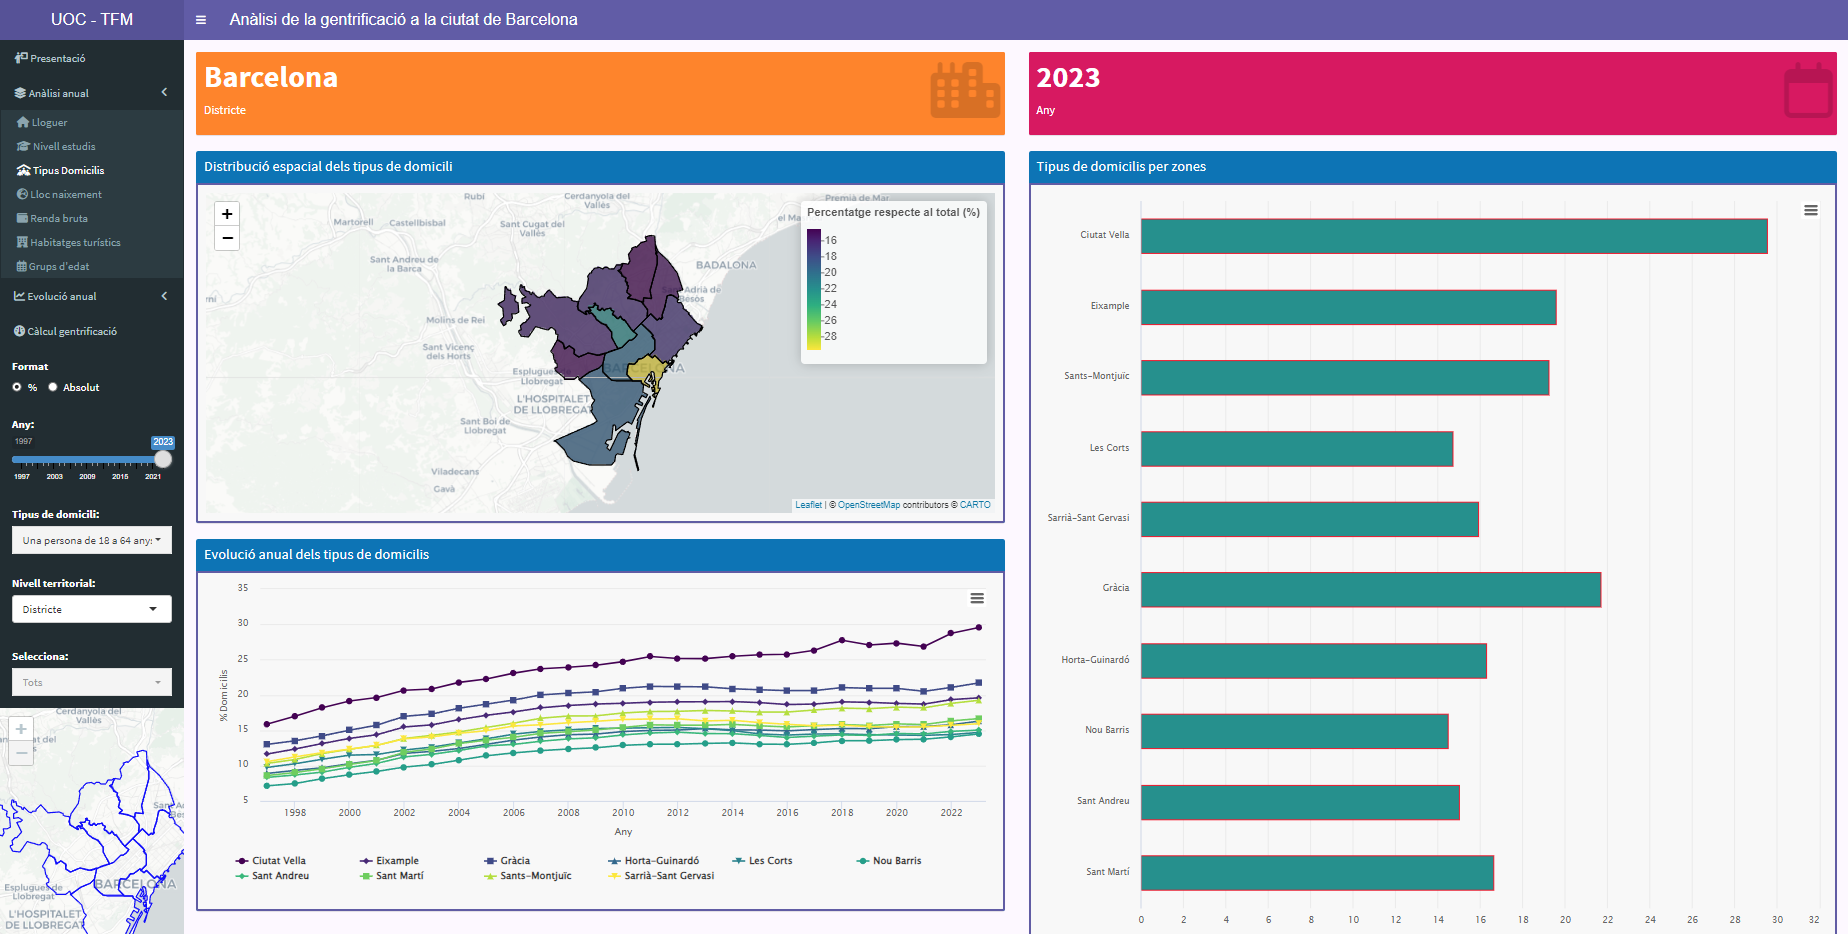 UOC - TFM
Anàlisi de la gentrificació a la ciutat de Barcelona
Presentació
Anàlisi anual
Lloguer
Nivell estudis
Tipus Domicilis
Lloc naixement
Renda bruta
Habitatges turístics
Grups d'edat
Evolució anual
Càlcul gentrificació
Format
% Absolut
Any:
1997 2023
1997 2003 2009 2015 2021
Tipus de domicili:
Una persona de 18 a 64 anys
Nivell territorial:
Districte
Selecciona:
Tots
+
−
Cerdanyola del
Vallès
Esplugues de
Llobregat
BARCELONA
L'HOSPITALET
DE LLOBREGAT
Barcelona
Districte
2023
Any
Distribució espacial dels tipus de domicili
+
−
Rubí
Cerdanyola del
Vallès
Premià de Mar
Martorell
Castellbisbal
Sant Cugat del
Vallès
el Ma
Sant Andreu de
la Barca
BADALONA
Sant Adrià de
Besòs
Molins de Rei
Sant Vicenç
dels Horts
Esplugues de
Llobregat
BARCELONA
L'HOSPITALET
DE LLOBREGAT
Sant Boi de
Llobregat
Viladecans
Gavà
Percentatge respecte al total (%)
16
18
20
22
24
26
28
Leaflet | © OpenStreetMap contributors © CARTO
Evolució anual dels tipus de domicilis
35
30
25
20
15
10
5
% Domicilis
1998 2000 2002 2004 2006 2008 2010 2012 2014 2016 2018 2020 2022
Any
Ciutat Vella Eixample Gràcia Horta-Guinardó Les Corts Nou Barris
Sant Andreu Sant Martí Sants-Montjuïc Sarrià-Sant Gervasi
Tipus de domicilis per zones
Ciutat Vella
Eixample
Sants-Montjuïc
Les Corts
Sarrià-Sant Gervasi
Gràcia
Horta-Guinardó
Nou Barris
Sant Andreu
Sant Martí
0 2 4 6 8 10 12 14 16 18 20 22 24 26 28 30 32